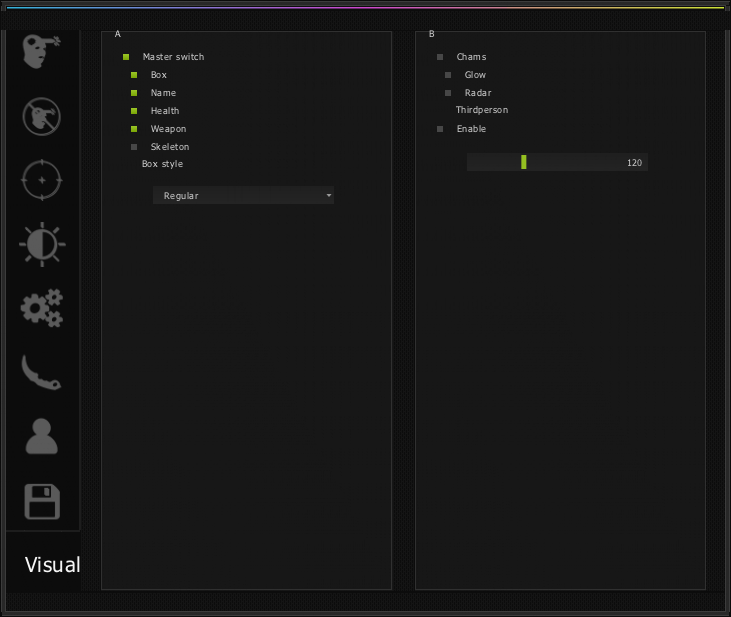 A
Master switch
Box
Name
Health
Weapon
Skeleton
Box style
Regular
B
Chams
Glow
Radar
Thirdperson
Enable
120
Visual